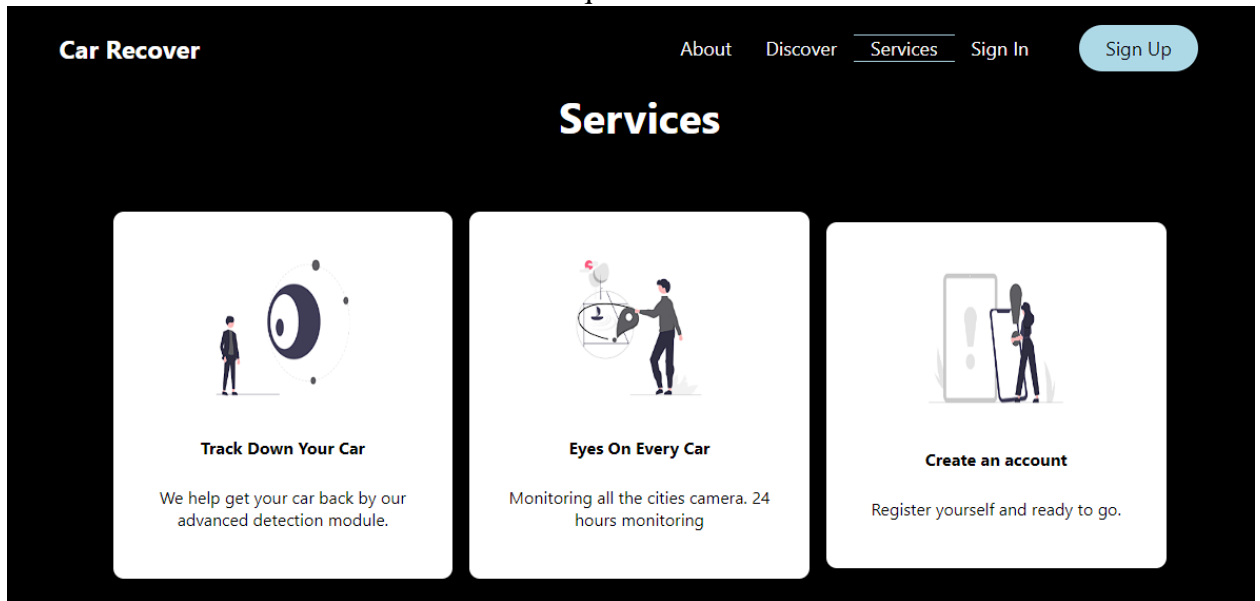 Car Recover
About
Discover
Services
Sign In
Sign Up
Services
Track Down Your Car
We help get your car back by our
advanced detection module.
Eyes On Every Car
Monitoring all the cities camera. 24
hours monitoring
Create an account
Register yourself and ready to go.